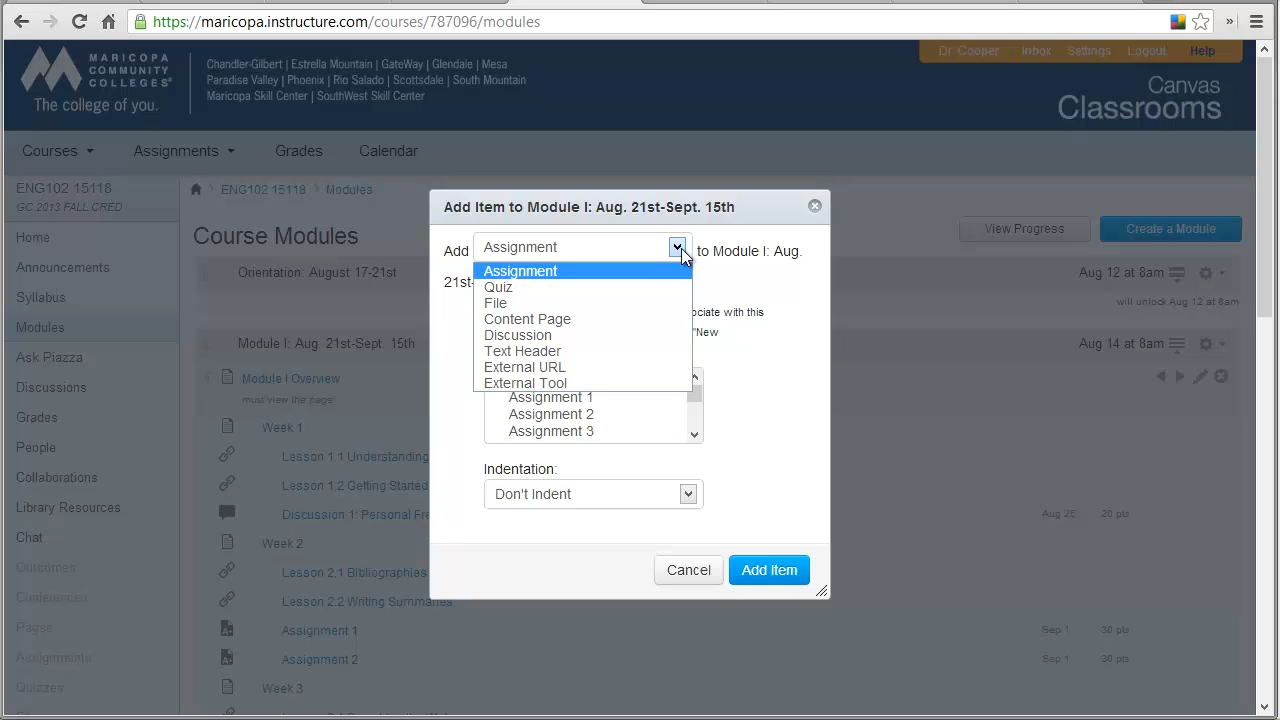 https://maricopa.instructure.com/courses/787096/modules
MARICOPA
COMMUNITY
COLLEGES
The college of you.
Chandler-Gilbert | Estrella Mountain | GateWay | Glendale | Mesa
Paradise Valley | Phoenix | Rio Salado | Scottsdale | South Mountain
Maricopa Skill Center | SouthWest Skill Center
Dr. Cooper Inbox Settings Logout Help
Canvas
Classrooms
Courses Assignments Grades Calendar
ENG102 15118
GC 2013 FALL CRED
Home
Announcements
Syllabus
Modules
Ask Piazza
Discussions
Grades
People
Collaborations
Library Resources
Chat
Outcomes
Conferences
Pages
Assignments
Quizzes
ENG102 15118 Modules
Course Modules
View Progress
Create a Module
Orientation: August 17-21st
Aug 12 at 8am
will unlock Aug 12 at 8am
Module I: Aug. 21st-Sept. 15th
Aug 14 at 8am
Module I Overview
must view the page
Week 1
Lesson 1.1 Understanding
Lesson 1.2 Getting Started
Discussion 1: Personal Fre
Aug 25 20 pts
Week 2
Lesson 2.1 Bibliographies
Lesson 2.2 Writing Summaries
Assignment 1
Sep 1 30 pts
Assignment 2
Sep 1 30 pts
Week 3
Add Item to Module I: Aug. 21st-Sept. 15th
Add Assignment to Module I: Aug.
21st-
Assignment
Quiz
File
Content Page
Discussion
Text Header
External URL
External Tool
ociate with this
"New
Assignment 1
Assignment 2
Assignment 3
Indentation:
Don't Indent
Cancel
Add Item